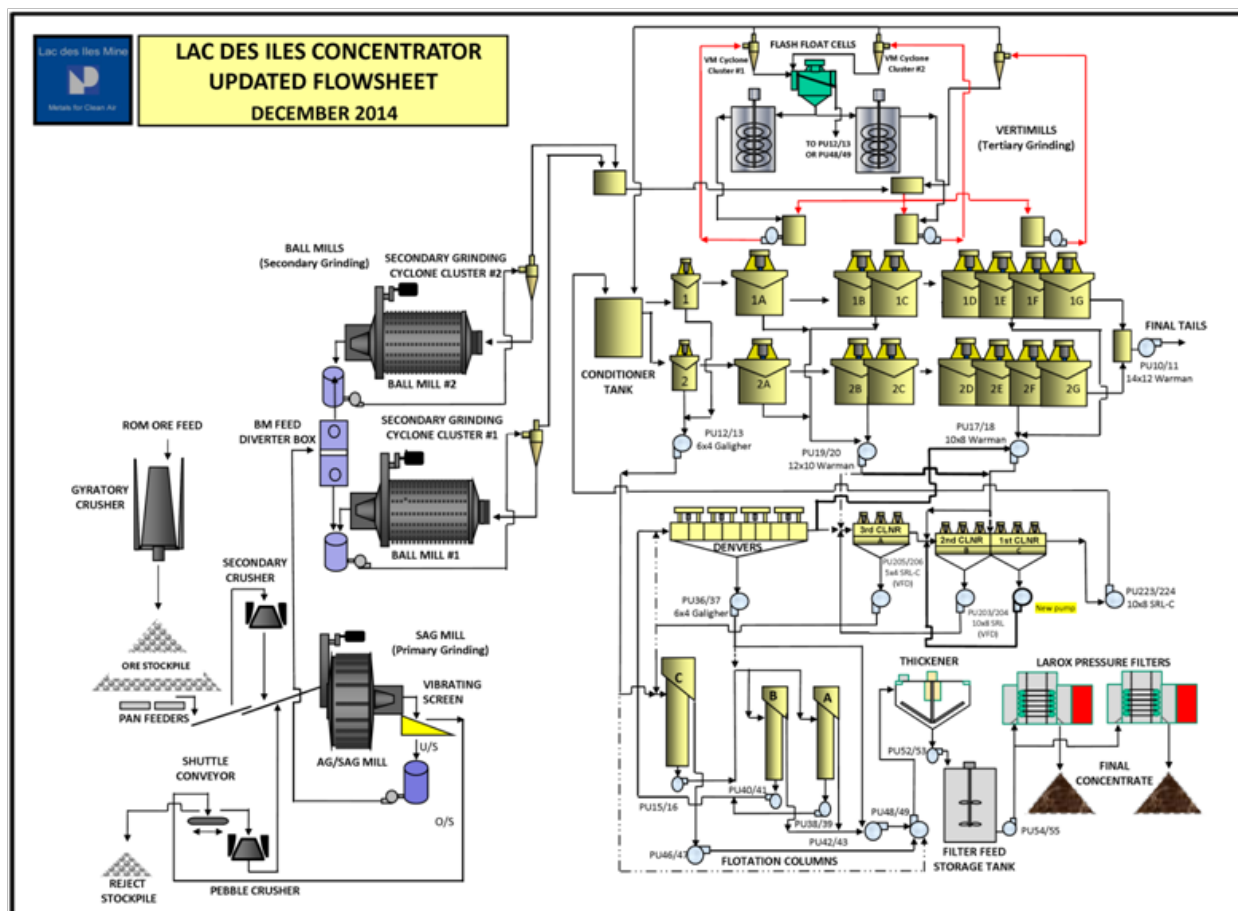 Lac des Iles Mine
Metals for Clean Air
LAC DES ILES CONCENTRATOR
UPDATED FLOWSHEET
DECEMBER 2014
FLASH FLOAT CELLS
VM Cyclone
Cluster #1
VM Cyclone
Cluster #2
TO PU12/13
OR PU48/49
VERTIMILLS
(Tertiary Grinding)
BALL MILLS
(Secondary Grinding)
SECONDARY GRINDING
CYCLONE CLUSTER #2
BALL MILL #2
CONDITIONER
TANK
1
1A
1B
1C
1D
1E
1F
1G
2
2A
2B
2C
2D
2E
2F
2G
FINAL TAILS
PU10/11
14x12 Warman
ROM ORE FEED
BM FEED
DIVERTER BOX
SECONDARY GRINDING
CYCLONE CLUSTER #1
BALL MILL #1
GYRATORY
CRUSHER
PU12/13
6x4 Galigher
PU19/20
12x10 Warman
PU17/18
10x8 Warman
DENVERS
3rd CLNR
A
2nd CLNR
B
1st CLNR
C
PU205/206
5x4 SRL-C
(VFD)
PU203/204
10x8 SRL
(VFD)
New pump
PU223/224
10x8 SRL-C
PU36/37
6x4 Galigher
SECONDARY
CRUSHER
ORE STOCKPILE
PAN FEEDERS
SAG MILL
(Primary Grinding)
VIBRATING
SCREEN
U/S
AG/SAG MILL
O/S
SHUTTLE
CONVEYOR
REJECT
STOCKPILE
PEBBLE CRUSHER
C
B
A
PU15/16
PU40/41
PU38/39
PU42/43
PU46/47
PU48/49
FLOTATION COLUMNS
THICKENER
PU52/53
FILTER FEED
STORAGE TANK
PU54/55
LAROX PRESSURE FILTERS
FINAL
CONCENTRATE